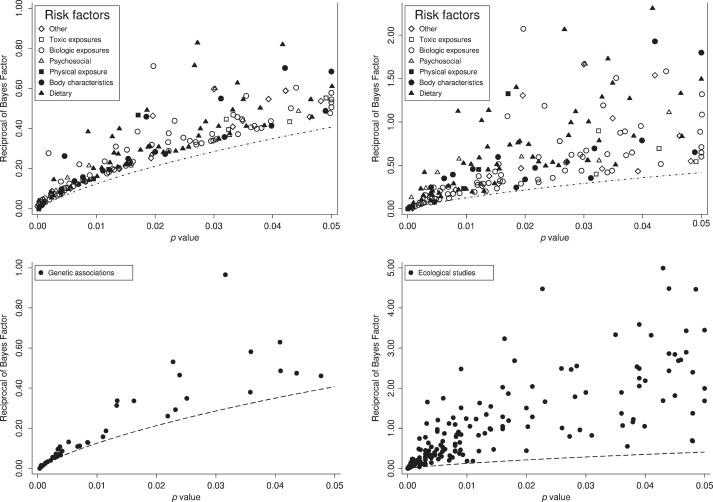 Reciprocal of Bayes Factor
1.00
0.80
0.60
0.40
0.20
0.00
Risk factors
Other
Toxic exposures
Biologic exposures
Psychosocial
Physical exposure
Body characteristics
Dietary
0.00 0.01 0.02 0.03 0.04 0.05
p value
Reciprocal of Bayes Factor
2.00
1.50
1.00
0.50
0.00
Risk factors
Other
Toxic exposures
Biologic exposures
Psychosocial
Physical exposure
Body characteristics
Dietary
0.00 0.01 0.02 0.03 0.04 0.05
p value
Reciprocal of Bayes Factor
1.00
0.80
0.60
0.40
0.20
0.00
Genetic associations
0.00 0.01 0.02 0.03 0.04 0.05
p value
Reciprocal of Bayes Factor
5.00
4.00
3.00
2.00
1.00
0.00
Ecological studies
0.00 0.01 0.02 0.03 0.04 0.05
p value